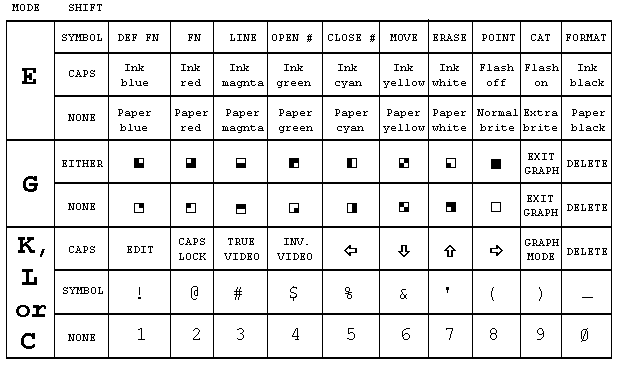 MODE SHIFT
SYMBOL DEF FN FN LINE OPEN # CLOSE # MOVE ERASE POINT CAT FORMAT
E CAPS Ink blue Ink red Ink magnta Ink green Ink cyan Ink yellow Ink white Flash off Flash on Ink black
NONE Paper blue Paper red Paper magnta Paper green Paper cyan Paper yellow Paper white Normal brite Extra brite Paper black
G EITHER EXIT GRAPH DELETE
NONE EXIT GRAPH DELETE
K, L or C CAPS EDIT CAPS LOCK TRUE VIDEO INV. VIDEO ⇦ ⇩ ⇧ ⇨ GRAPH MODE DELETE
SYMBOL ! @ # $ % & ' ( ) _
NONE 1 2 3 4 5 6 7 8 9 Ø